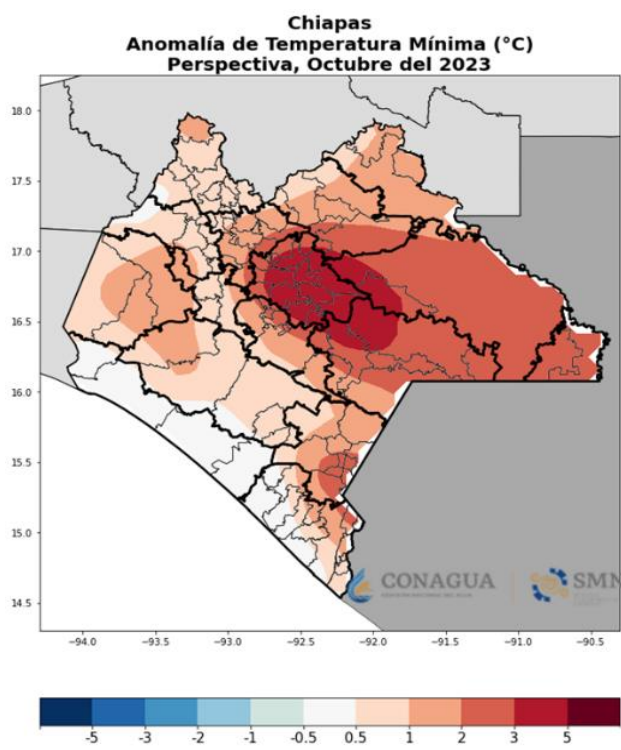 Chiapas
Anomalía de Temperatura Mínima (°C)
Perspectiva, Octubre del 2023
18.0
17.5
17.0
16.5
16.0
15.5
15.0
14.5
CONAGUA
SMN
−94.0 −93.5 −93.0 −92.5 −92.0 −91.5 −91.0 −90.5
-5 -3 -2 -1 -0.5 0.5 1 2 3 5